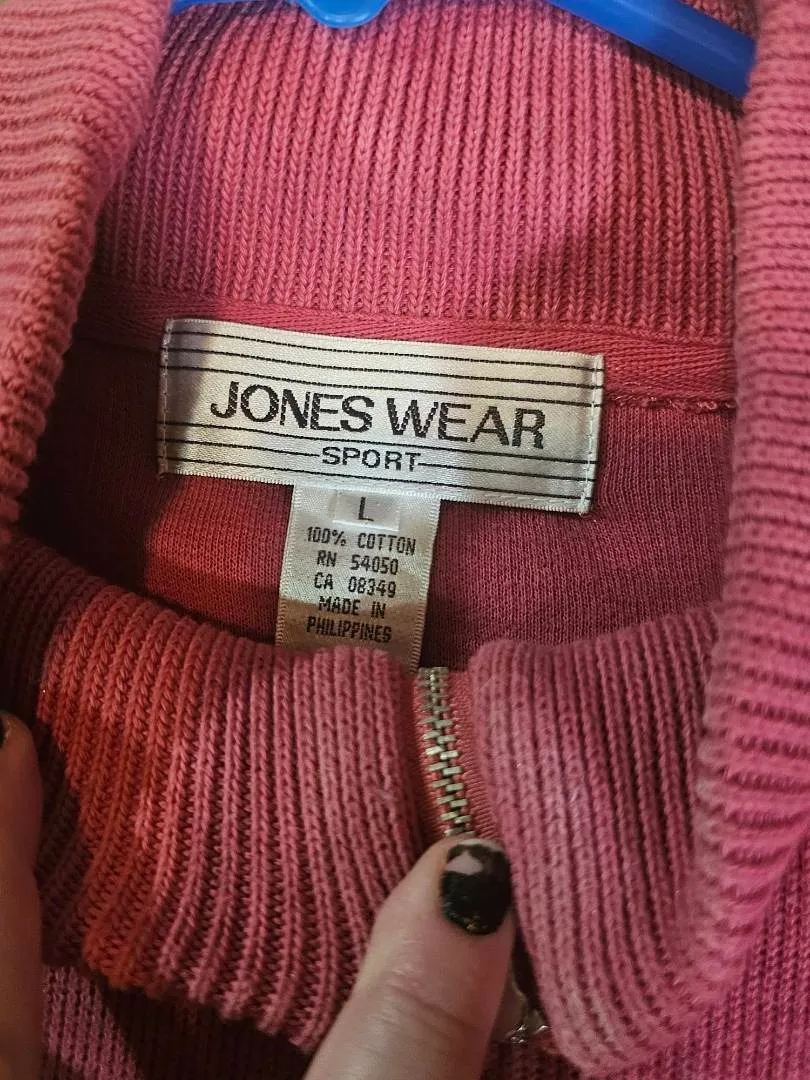 JONES WEAR
SPORT
L
100% COTTON
RN 54050
CA 08349
MADE IN
PHILIPPINES